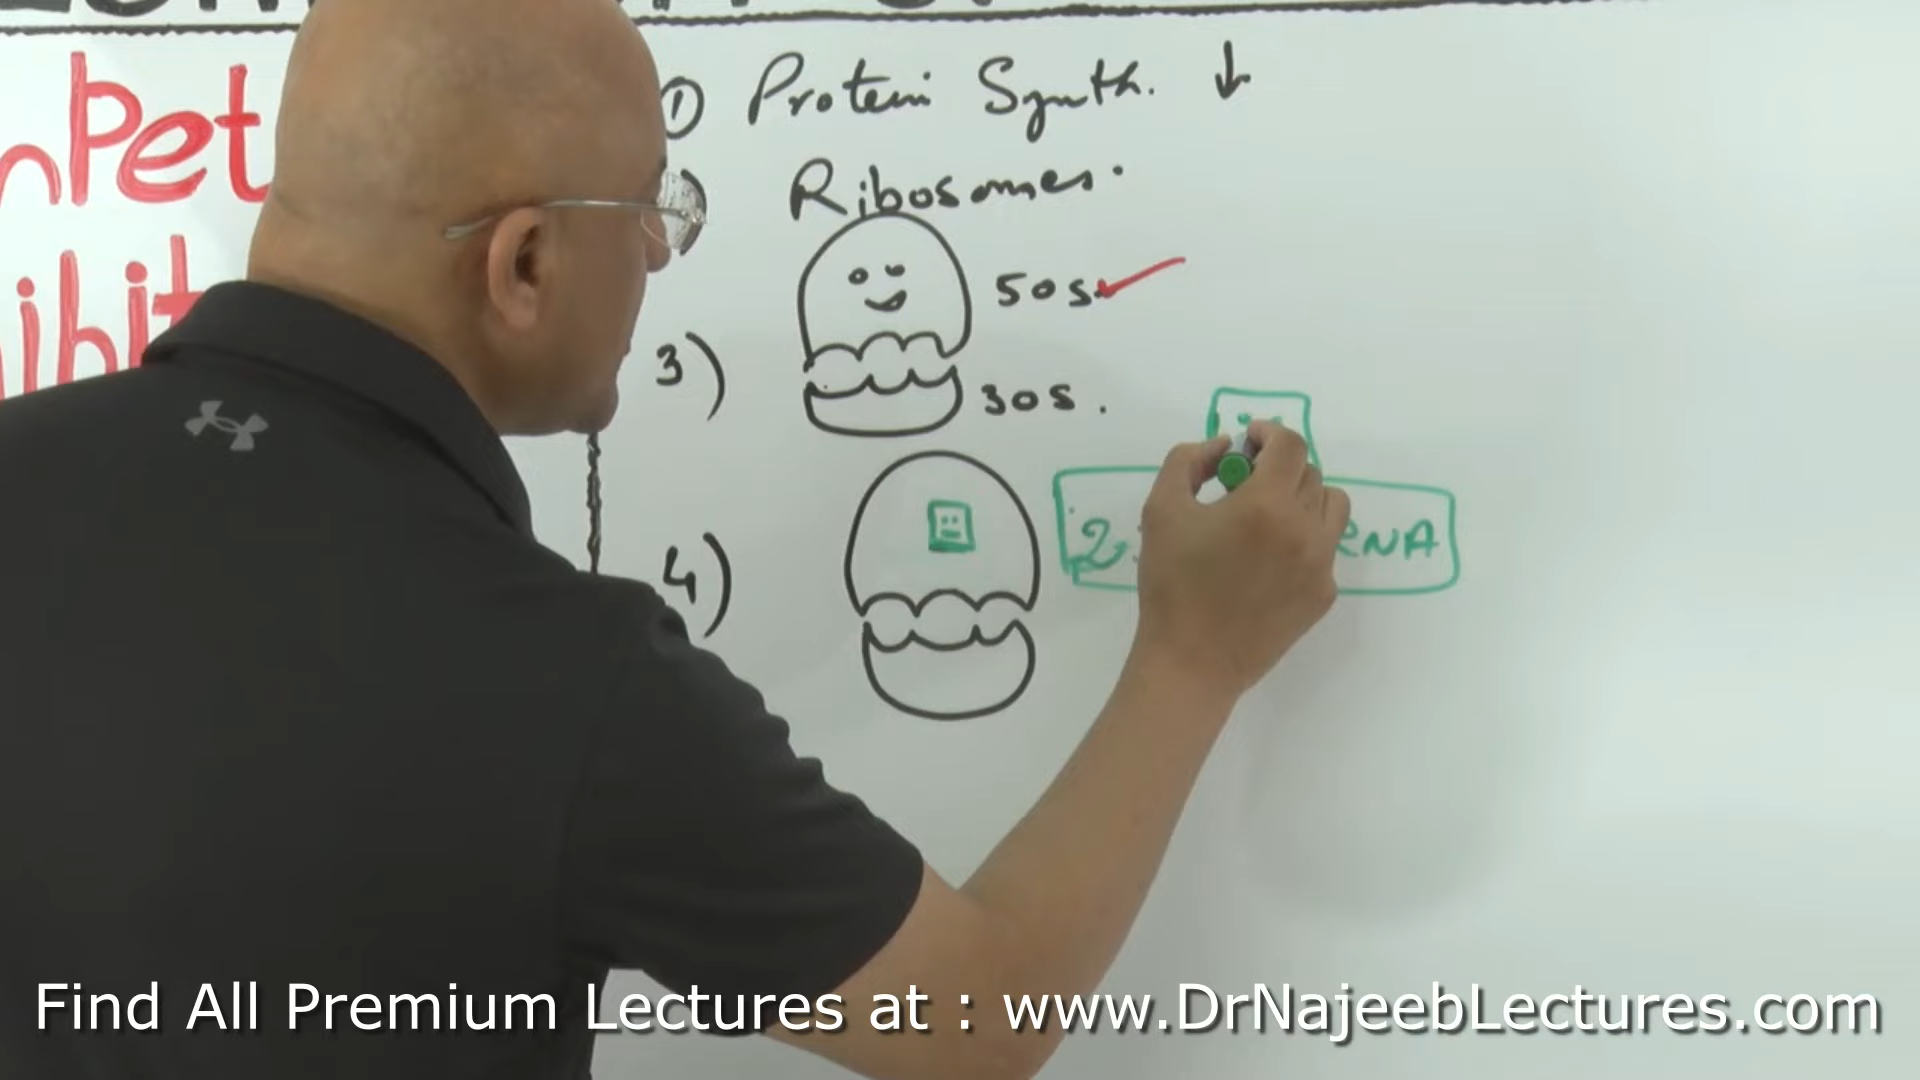 nPet
ibit
① Protein Synth. ↓
Ribosomes.
3) 50s.
30s.
4)
RNA
Find All Premium Lectures at : www.DrNajeebLectures.com